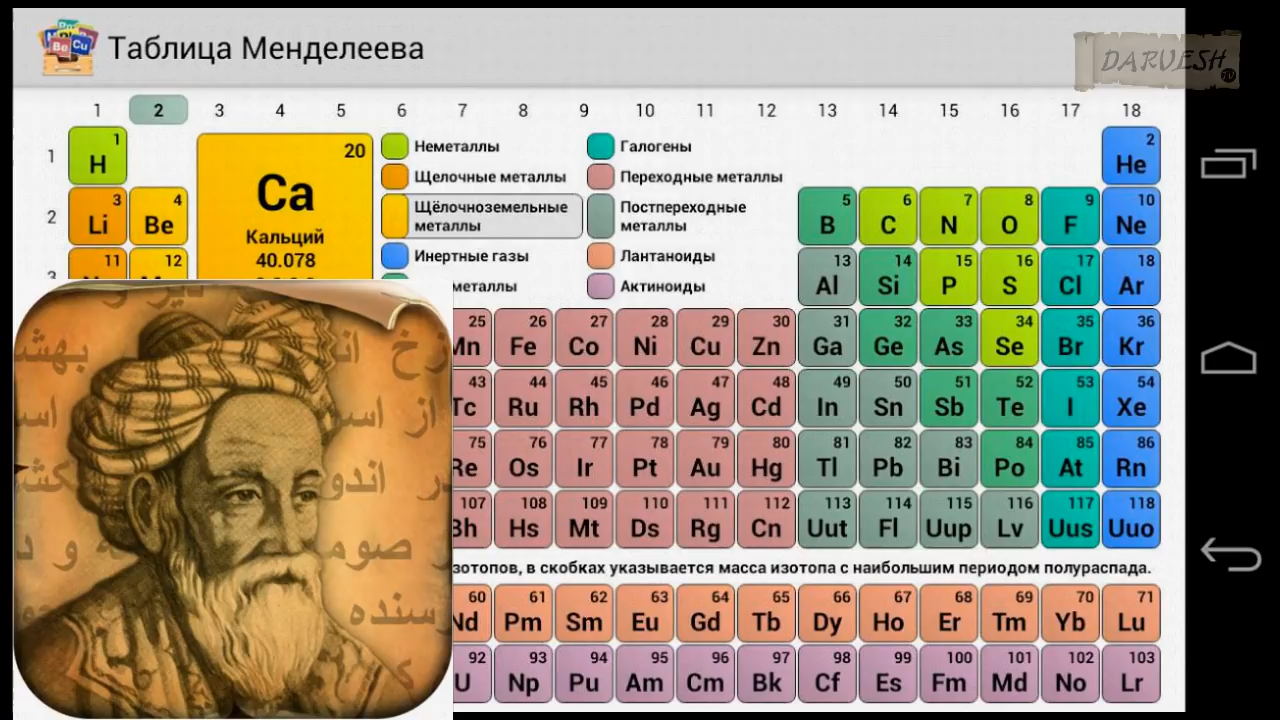 Таблица Менделеева
DARVESH
1 2 3 4 5 6 7 8 9 10 11 12 13 14 15 16 17 18
1
1 H
20 Ca Кальций 40.078
Неметаллы
Галогены
2 He
Щелочные металлы
Переходные металлы
2
3 Li 4 Be
Щёлочноземельные металлы
Постпереходные металлы
5 B 6 C 7 N 8 O 9 F 10 Ne
Инертные газы
Лантаноиды
3
11 12
металлы
Актиноиды
13 Al 14 Si 15 P 16 S 17 Cl 18 Ar
25 Mn 26 Fe 27 Co 28 Ni 29 Cu 30 Zn 31 Ga 32 Ge 33 As 34 Se 35 Br 36 Kr
43 Tc 44 Ru 45 Rh 46 Pd 47 Ag 48 Cd 49 In 50 Sn 51 Sb 52 Te 53 I 54 Xe
75 Re 76 Os 77 Ir 78 Pt 79 Au 80 Hg 81 Tl 82 Pb 83 Bi 84 Po 85 At 86 Rn
107 Bh 108 Hs 109 Mt 110 Ds 111 Rg 112 Cn 113 Uut 114 Fl 115 Uup 116 Lv 117 Uus 118 Uuo
изотопов, в скобках указывается масса изотопа с наибольшим периодом полураспада.
60 Nd 61 Pm 62 Sm 63 Eu 64 Gd 65 Tb 66 Dy 67 Ho 68 Er 69 Tm 70 Yb 71 Lu
92 U 93 Np 94 Pu 95 Am 96 Cm 97 Bk 98 Cf 99 Es 100 Fm 101 Md 102 No 103 Lr
از
و